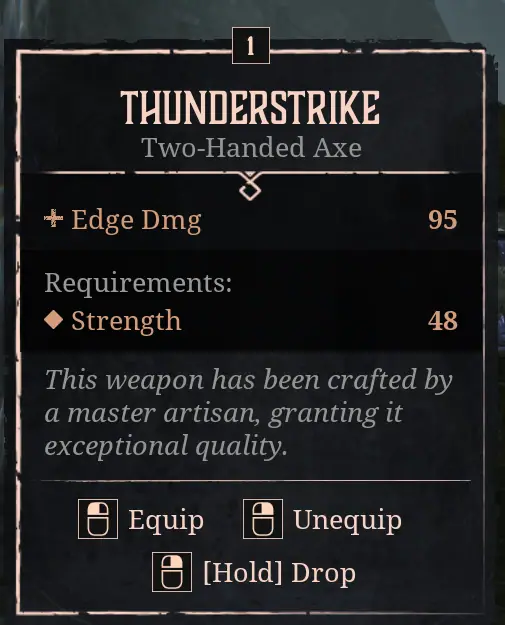 1
THUNDERSTRIKE
Two-Handed Axe
Edge Dmg 95
Requirements:
Strength 48
This weapon has been crafted by
a master artisan, granting it
exceptional quality.
Equip Unequip
[Hold] Drop